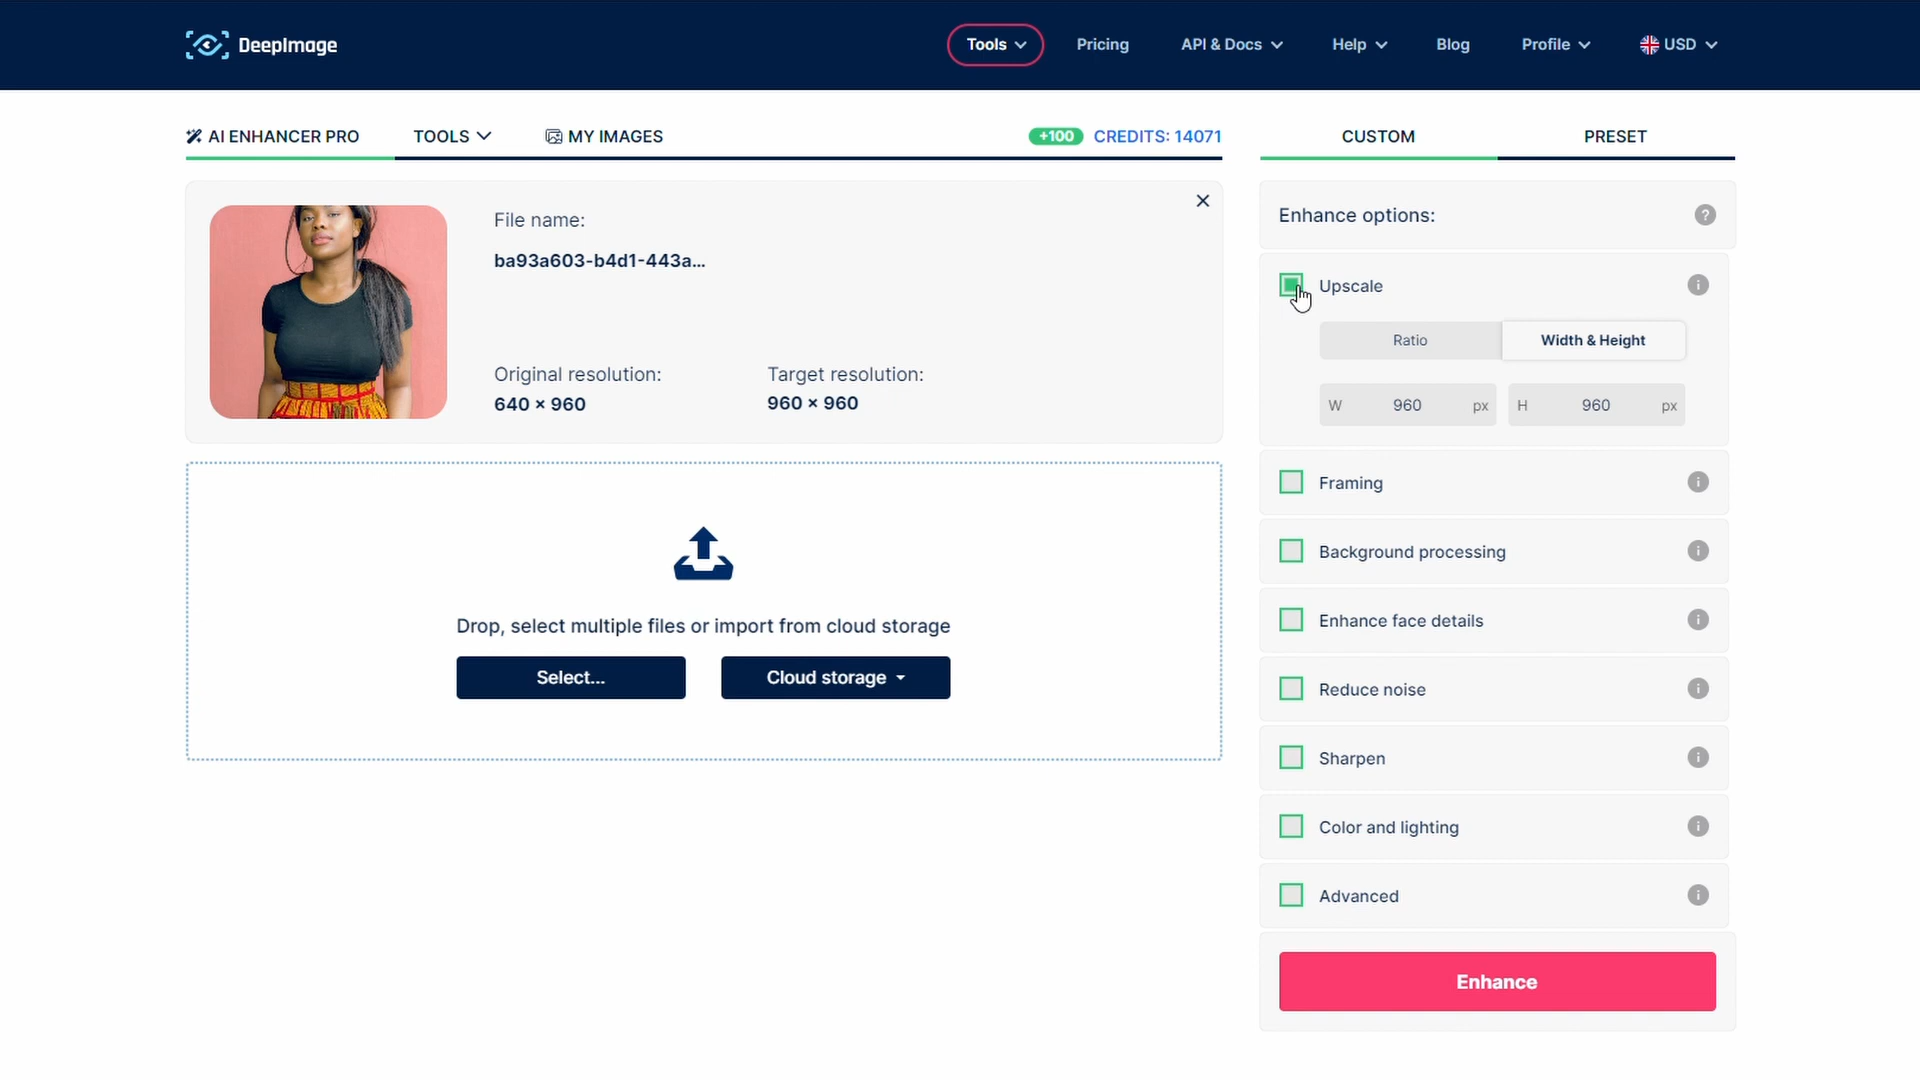 DeepImage
Tools
Pricing
API & Docs
Help
Blog
Profile
USD
AI ENHANCER PRO
TOOLS
MY IMAGES
+100
CREDITS: 14071
CUSTOM
PRESET
File name:
ba93a603-b4d1-443a...
Original resolution:
640 × 960
Target resolution:
960 × 960
Drop, select multiple files or import from cloud storage
Select...
Cloud storage
Enhance options:
?
Upscale
i
Ratio
Width & Height
W 960 px
H 960 px
Framing
i
Background processing
i
Enhance face details
i
Reduce noise
i
Sharpen
i
Color and lighting
i
Advanced
i
Enhance